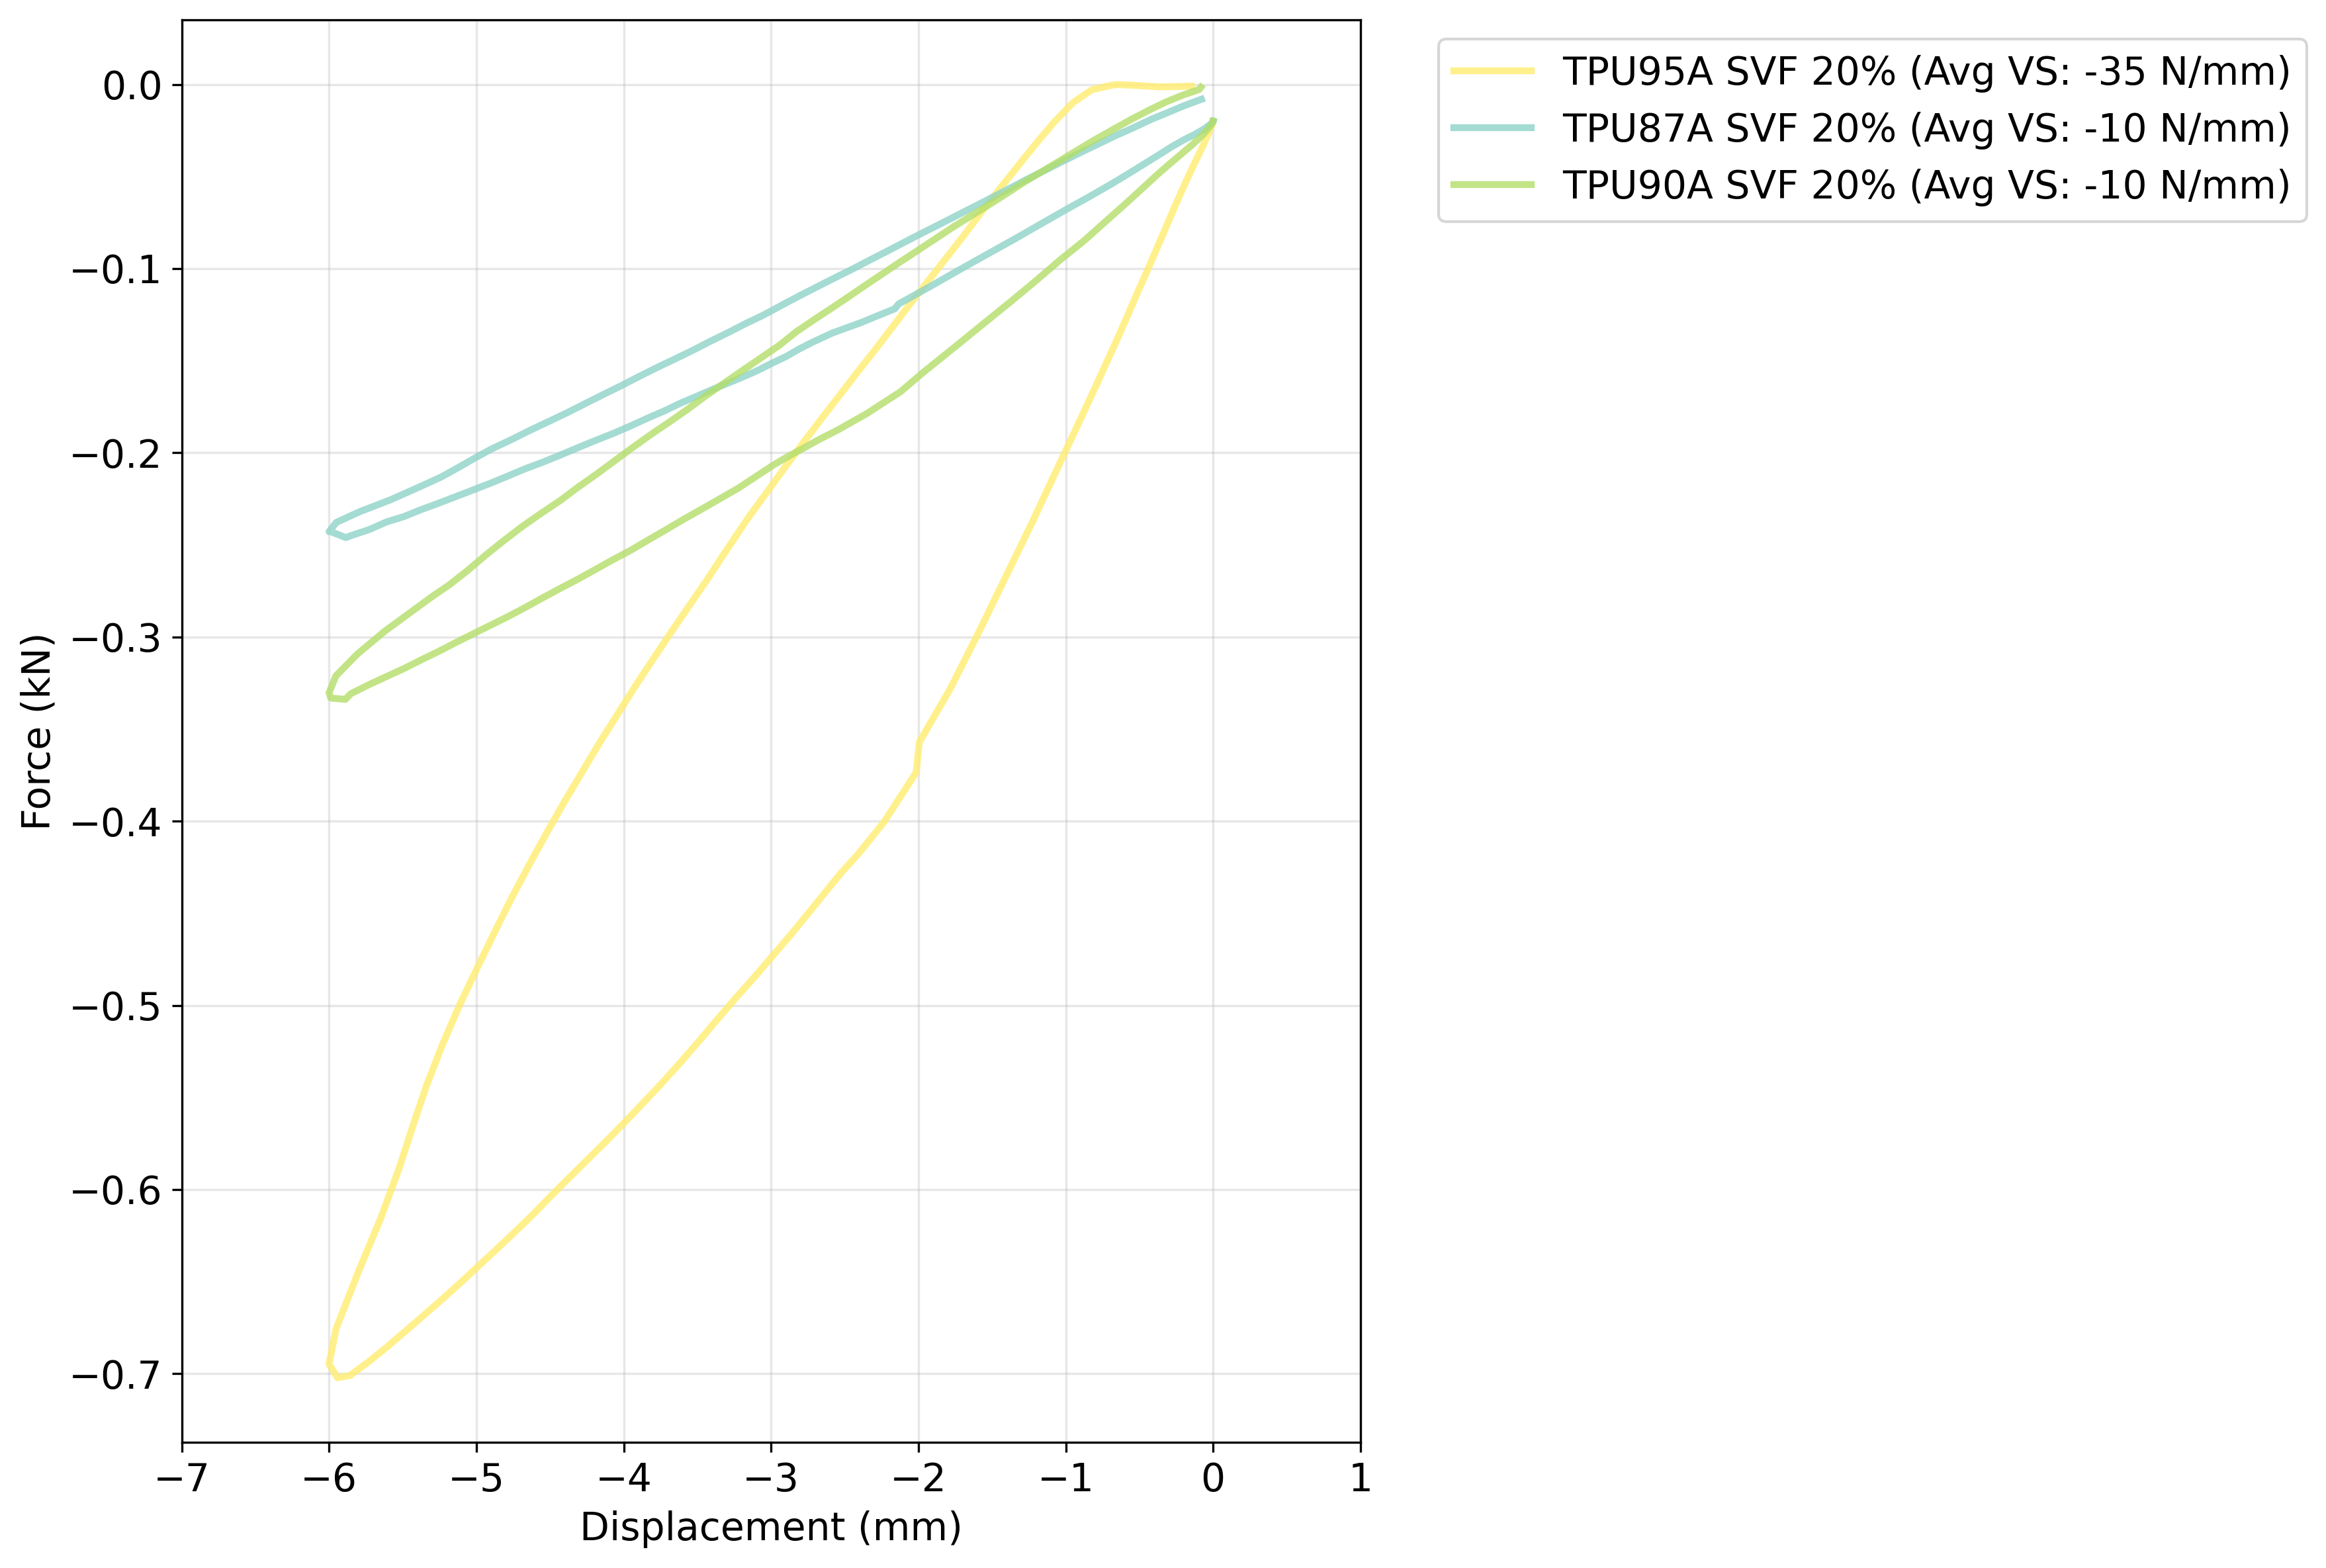 TPU95A SVF 20% (Avg VS: -35 N/mm)
TPU87A SVF 20% (Avg VS: -10 N/mm)
TPU90A SVF 20% (Avg VS: -10 N/mm)
Force (kN)
0.0
−0.1
−0.2
−0.3
−0.4
−0.5
−0.6
−0.7
−7 −6 −5 −4 −3 −2 −1 0 1
Displacement (mm)